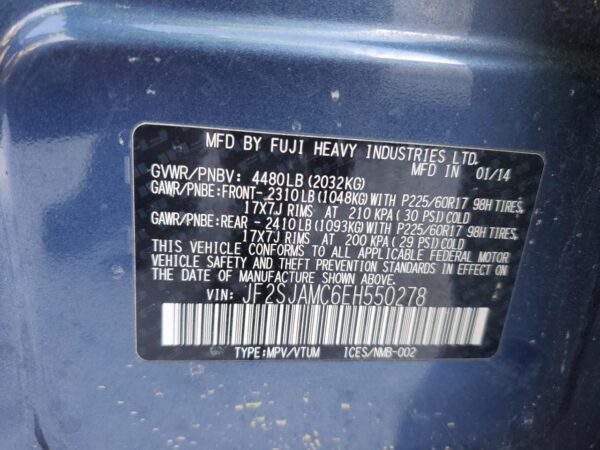 MFD BY FUJI HEAVY INDUSTRIES LTD.
MFD IN 01/14
GVWR/PNBV: 4480LB (2032KG)
GAWR/PNBE:FRONT- 2310LB (1048KG) WITH P225/60R17 98H TIRES,
17X7J RIMS AT 210 KPA ( 30 PSI) COLD
GAWR/PNBE:REAR - 2410LB (1093KG) WITH P225/60R17 98H TIRES,
17X7J RIMS AT 200 KPA ( 29 PSI) COLD
THIS VEHICLE CONFORMS TO ALL APPLICABLE FEDERAL MOTOR
VEHICLE SAFETY AND THEFT PREVENTION STANDARDS IN EFFECT ON
THE DATE OF MANUFACTURE SHOWN ABOVE.
VIN: JF2SJAMC6EH550278
TYPE:MPV/VTUM ICES/NMB-002